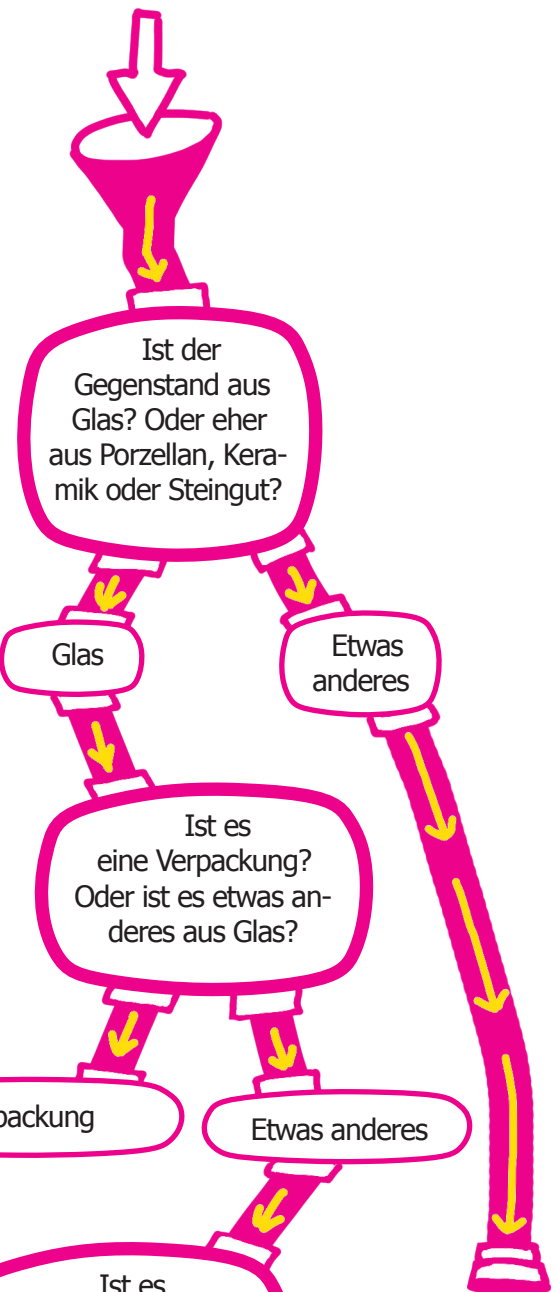 Ist der
Gegenstand aus
Glas? Oder eher
aus Porzellan, Kera-
mik oder Steingut?
Glas
Etwas
anderes
Ist es
eine Verpackung?
Oder ist es etwas an-
deres aus Glas?
packung
Etwas anderes
Ist es